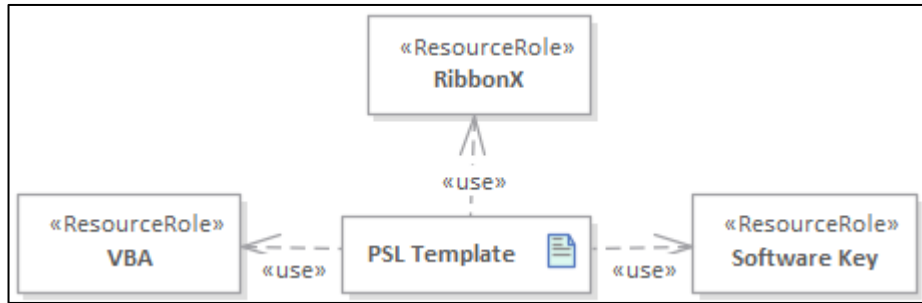 «ResourceRole»
RibbonX
«use»
«ResourceRole»
VBA
«use»
PSL Template
«use»
«ResourceRole»
Software Key